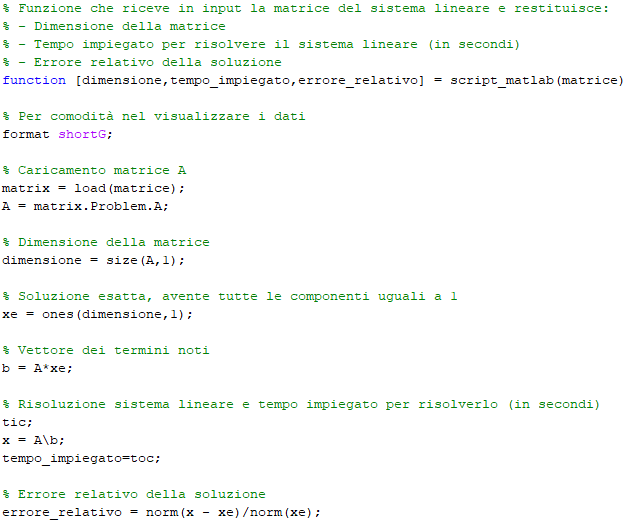 % Funzione che riceve in input la matrice del sistema lineare e restituisce:
% - Dimensione della matrice
% - Tempo impiegato per risolvere il sistema lineare (in secondi)
% - Errore relativo della soluzione
function [dimensione,tempo_impiegato,errore_relativo] = script_matlab(matrice)
% Per comodità nel visualizzare i dati
format shortG;
% Caricamento matrice A
matrix = load(matrice);
A = matrix.Problem.A;
% Dimensione della matrice
dimensione = size(A,1);
% Soluzione esatta, avente tutte le componenti uguali a 1
xe = ones(dimensione,1);
% Vettore dei termini noti
b = A*xe;
% Risoluzione sistema lineare e tempo impiegato per risolverlo (in secondi)
tic;
x = A\b;
tempo_impiegato=toc;
% Errore relativo della soluzione
errore_relativo = norm(x - xe)/norm(xe);